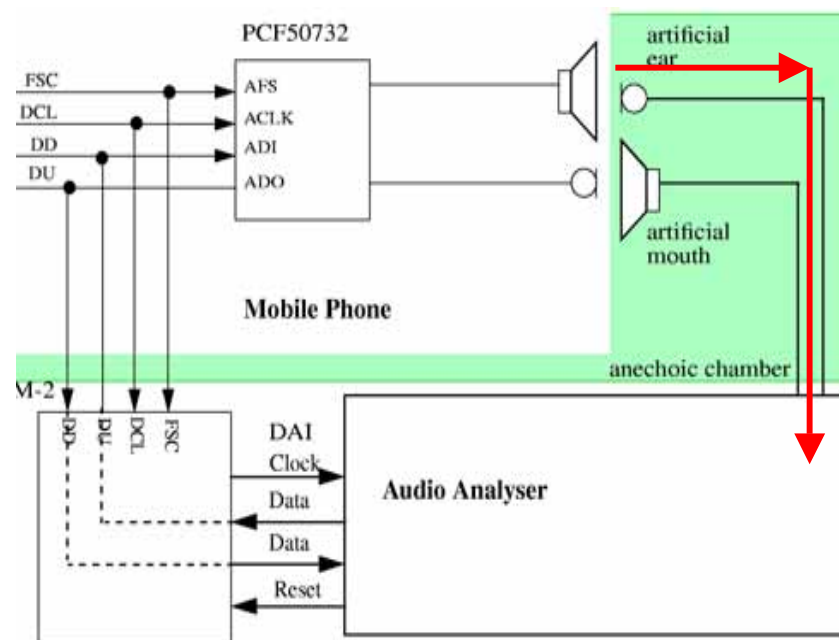 PCF50732
artificial
ear
FSC
AFS
DCL
ACLK
DD
ADI
DU
ADO
artificial
mouth
Mobile Phone
anechoic chamber
M-2
DD
DU
DCL
FSC
DAI
Clock
Audio Analyser
Data
Data
Reset